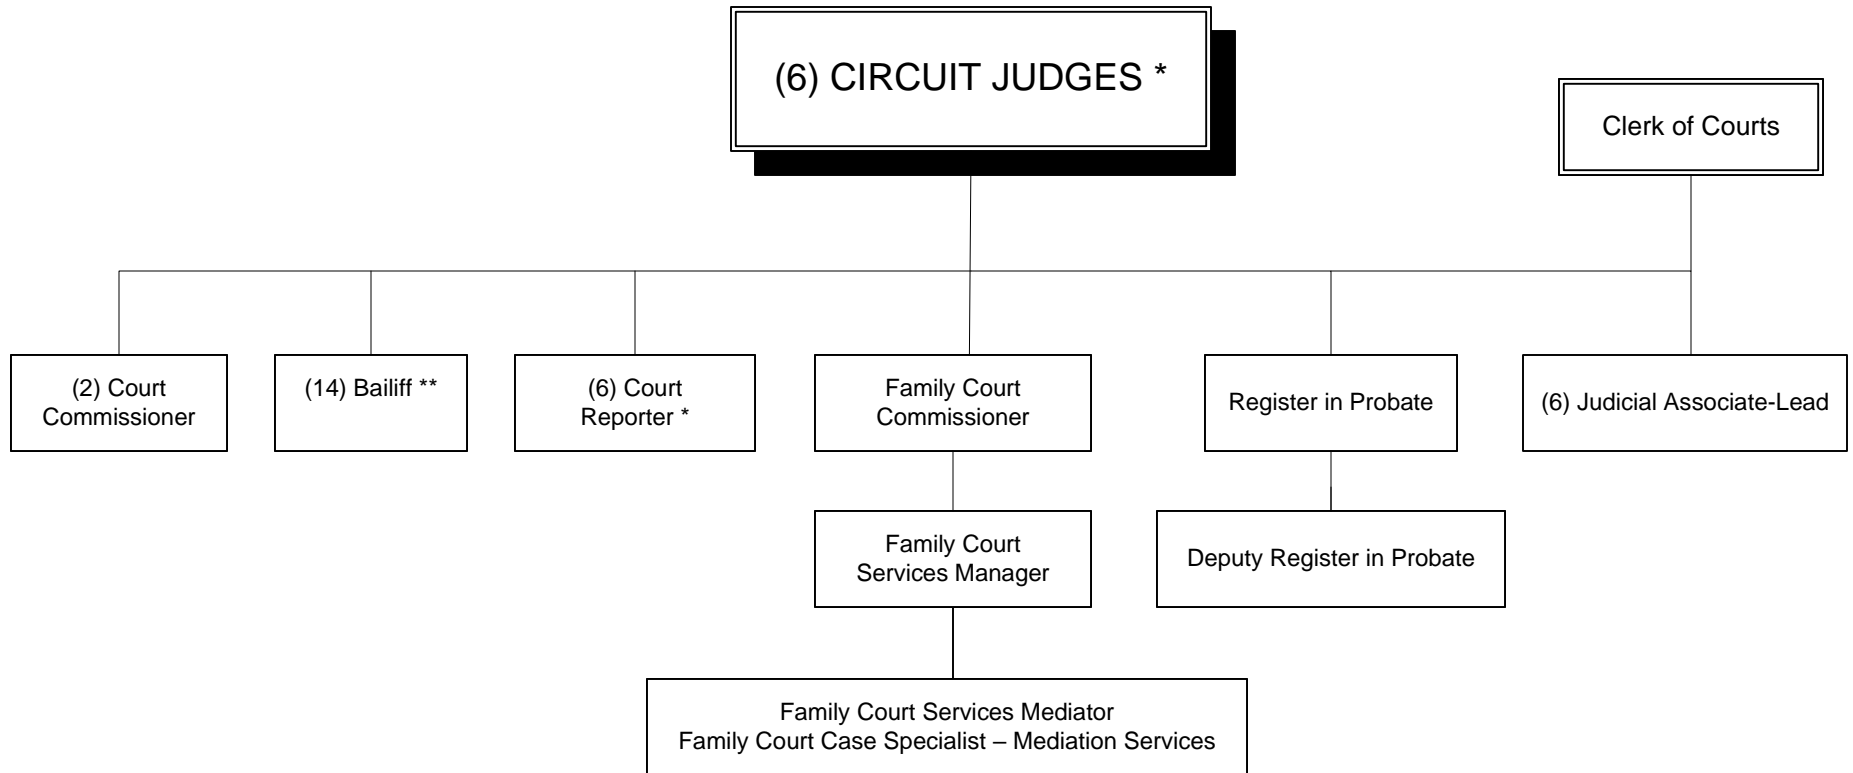 (6) CIRCUIT JUDGES *
Clerk of Courts
(2) Court
Commissioner
(14) Bailiff **
(6) Court
Reporter *
Family Court
Commissioner
Register in Probate
(6) Judicial Associate-Lead
Family Court
Services Manager
Deputy Register in Probate
Family Court Services Mediator
Family Court Case Specialist – Mediation Services